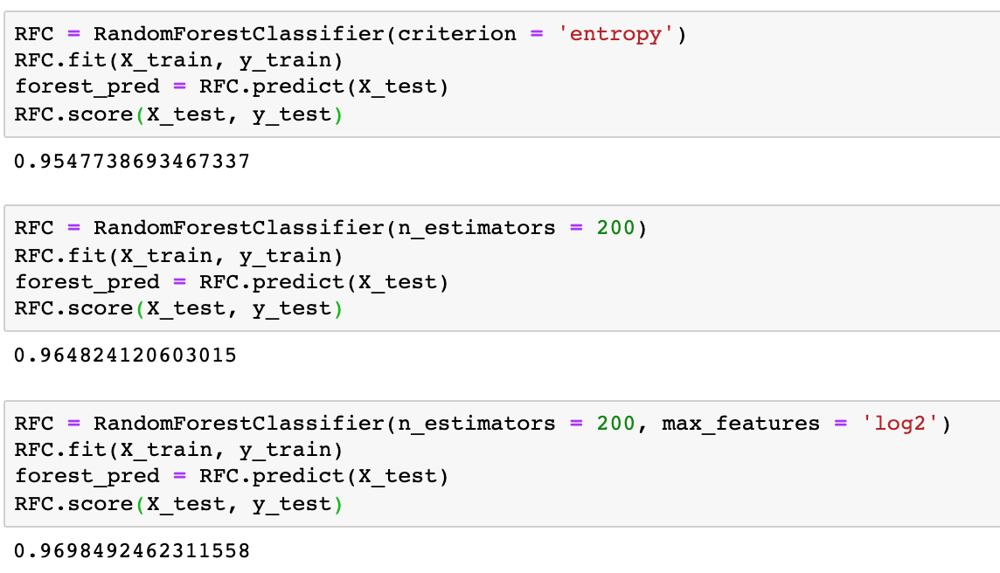 RFC = RandomForestClassifier(criterion = 'entropy')
RFC.fit(X_train, y_train)
forest_pred = RFC.predict(X_test)
RFC.score(X_test, y_test)
0.9547738693467337
RFC = RandomForestClassifier(n_estimators = 200)
RFC.fit(X_train, y_train)
forest_pred = RFC.predict(X_test)
RFC.score(X_test, y_test)
0.964824120603015
RFC = RandomForestClassifier(n_estimators = 200, max_features = 'log2')
RFC.fit(X_train, y_train)
forest_pred = RFC.predict(X_test)
RFC.score(X_test, y_test)
0.9698492462311558